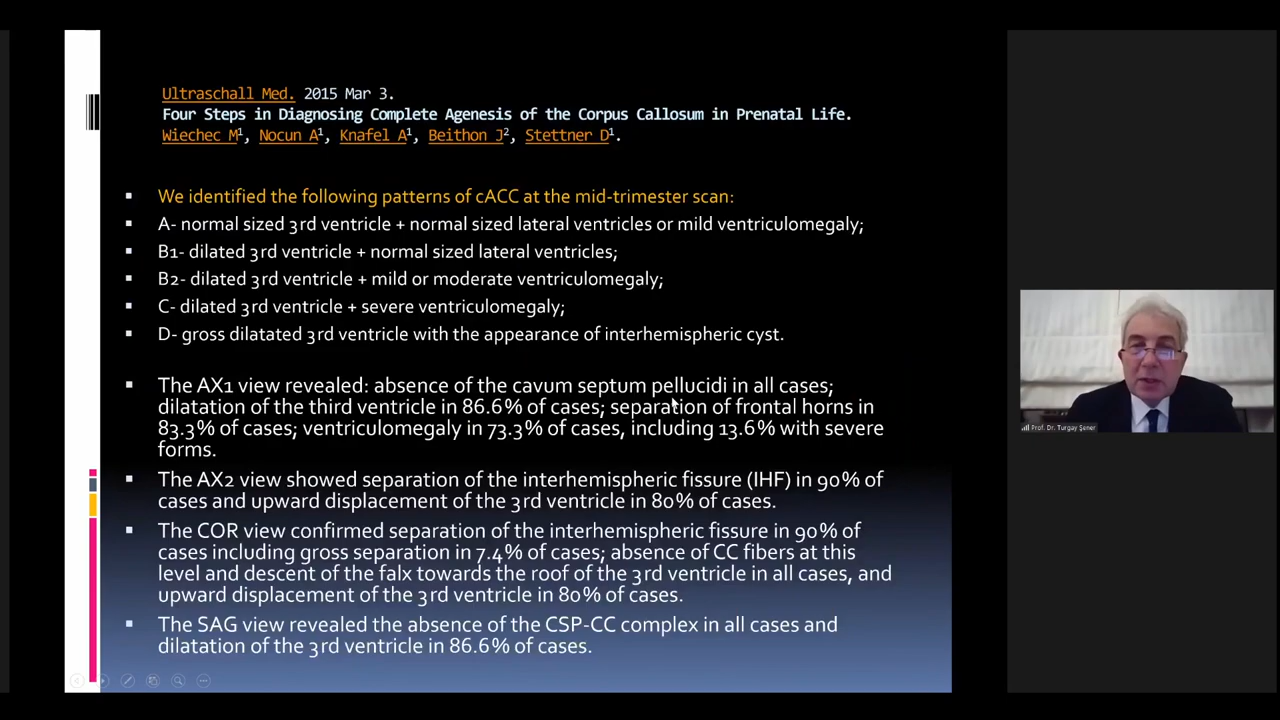 Ultraschall Med. 2015 Mar 3.
Four Steps in Diagnosing Complete Agenesis of the Corpus Callosum in Prenatal Life.
Wiechec M¹, Nocun A¹, Knafel A¹, Beithon J², Stettner D¹.
▪ We identified the following patterns of cACC at the mid-trimester scan:
▪ A- normal sized 3rd ventricle + normal sized lateral ventricles or mild ventriculomegaly;
▪ B1- dilated 3rd ventricle + normal sized lateral ventricles;
▪ B2- dilated 3rd ventricle + mild or moderate ventriculomegaly;
▪ C- dilated 3rd ventricle + severe ventriculomegaly;
▪ D- gross dilatated 3rd ventricle with the appearance of interhemispheric cyst.
▪ The AX1 view revealed: absence of the cavum septum pellucidi in all cases;
dilatation of the third ventricle in 86.6% of cases; separation of frontal horns in
83.3% of cases; ventriculomegaly in 73.3% of cases, including 13.6% with severe
forms.
▪ The AX2 view showed separation of the interhemispheric fissure (IHF) in 90% of
cases and upward displacement of the 3rd ventricle in 80% of cases.
▪ The COR view confirmed separation of the interhemispheric fissure in 90% of
cases including gross separation in 7.4% of cases; absence of CC fibers at this
level and descent of the falx towards the roof of the 3rd ventricle in all cases, and
upward displacement of the 3rd ventricle in 80% of cases.
▪ The SAG view revealed the absence of the CSP-CC complex in all cases and
dilatation of the 3rd ventricle in 86.6% of cases.
Prof. Dr. Turgay Şener